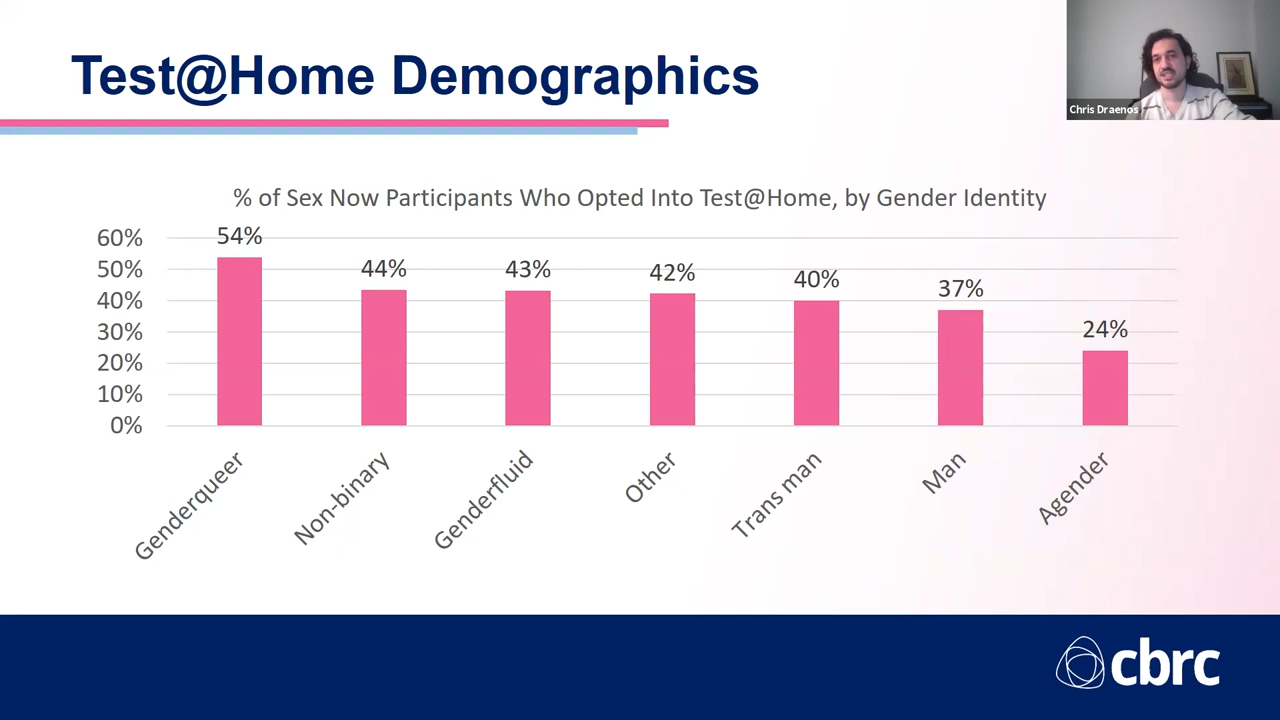 Test@Home Demographics
Chris Draenos
% of Sex Now Participants Who Opted Into Test@Home, by Gender Identity
60%
50%
40%
30%
20%
10%
0%
54%
44%
43%
42%
40%
37%
24%
Genderqueer
Non-binary
Genderfluid
Other
Trans man
Man
Agender
cbrc